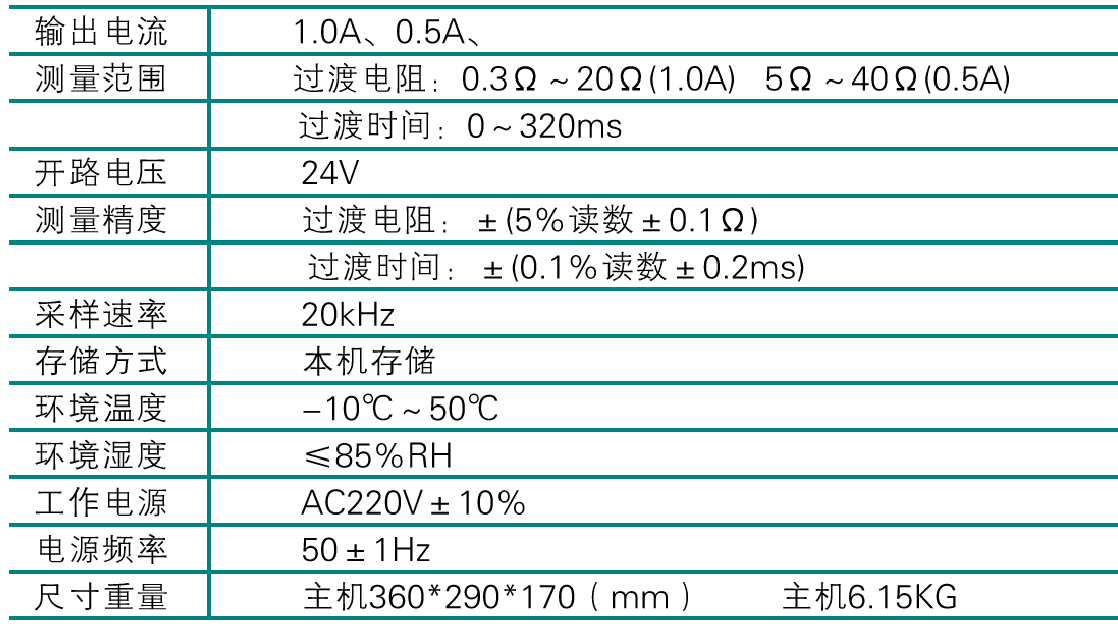 输出电流 1.0A、0.5A、
测量范围 过渡电阻：0.3Ω～20Ω(1.0A) 5Ω～40Ω(0.5A)
过渡时间：0～320ms
开路电压 24V
测量精度 过渡电阻：±(5%读数±0.1Ω)
过渡时间：±(0.1%读数±0.2ms)
采样速率 20kHz
存储方式 本机存储
环境温度 -10℃～50℃
环境湿度 ≤85%RH
工作电源 AC220V±10%
电源频率 50±1Hz
尺寸重量 主机360*290*170（mm） 主机6.15KG